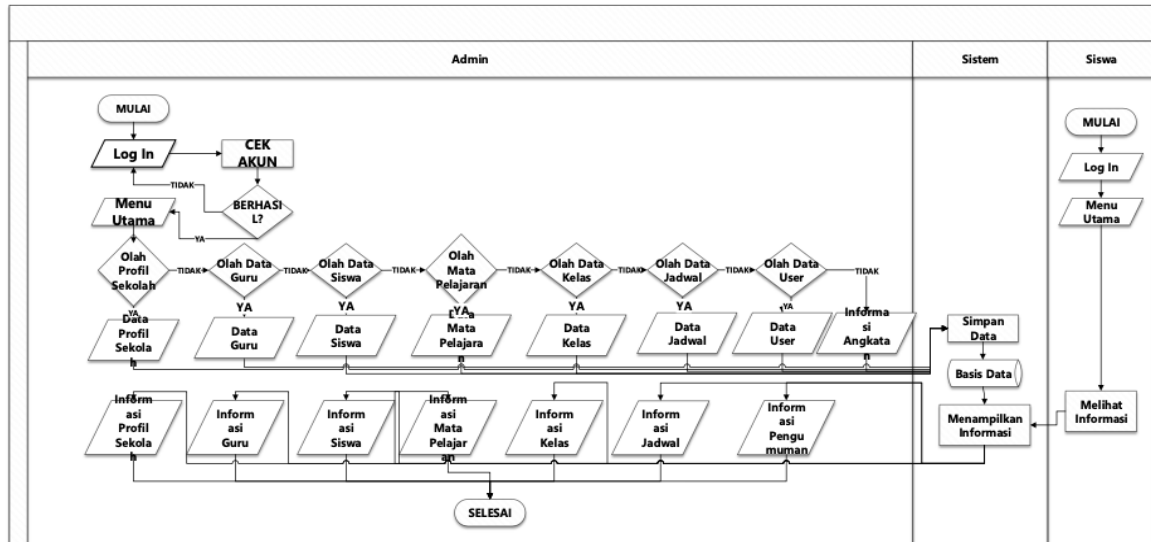 Admin
Sistem
Siswa
MULAI
Log In
CEK
AKUN
TIDAK
BERHASI
L?
Menu
Utama
YA
Olah
Profil
Sekolah
TIDAK
Olah Data
Guru
TIDAK
Olah Data
Siswa
TIDAK
Olah
Mata
Pelajaran
TIDAK
Olah Data
Kelas
TIDAK
Olah Data
Jadwal
TIDAK
Olah Data
User
TIDAK
YA
YA
YA
YA
YA
YA
YA
Data
Profil
Sekola
h
Data
Guru
Data
Siswa
Data
Mata
Pelajara
n
Data
Kelas
Data
Jadwal
Data
User
Informa
si
Angkata
n
Simpan
Data
Basis Data
Menampilkan
Informasi
MULAI
Log In
Menu
Utama
Melihat
Informasi
Inform
asi
Profil
Sekola
h
Inform
asi
Guru
Inform
asi
Siswa
Inform
asi
Mata
Pelajar
an
Inform
asi
Kelas
Inform
asi
Jadwal
Inform
asi
Pengu
muman
SELESAI